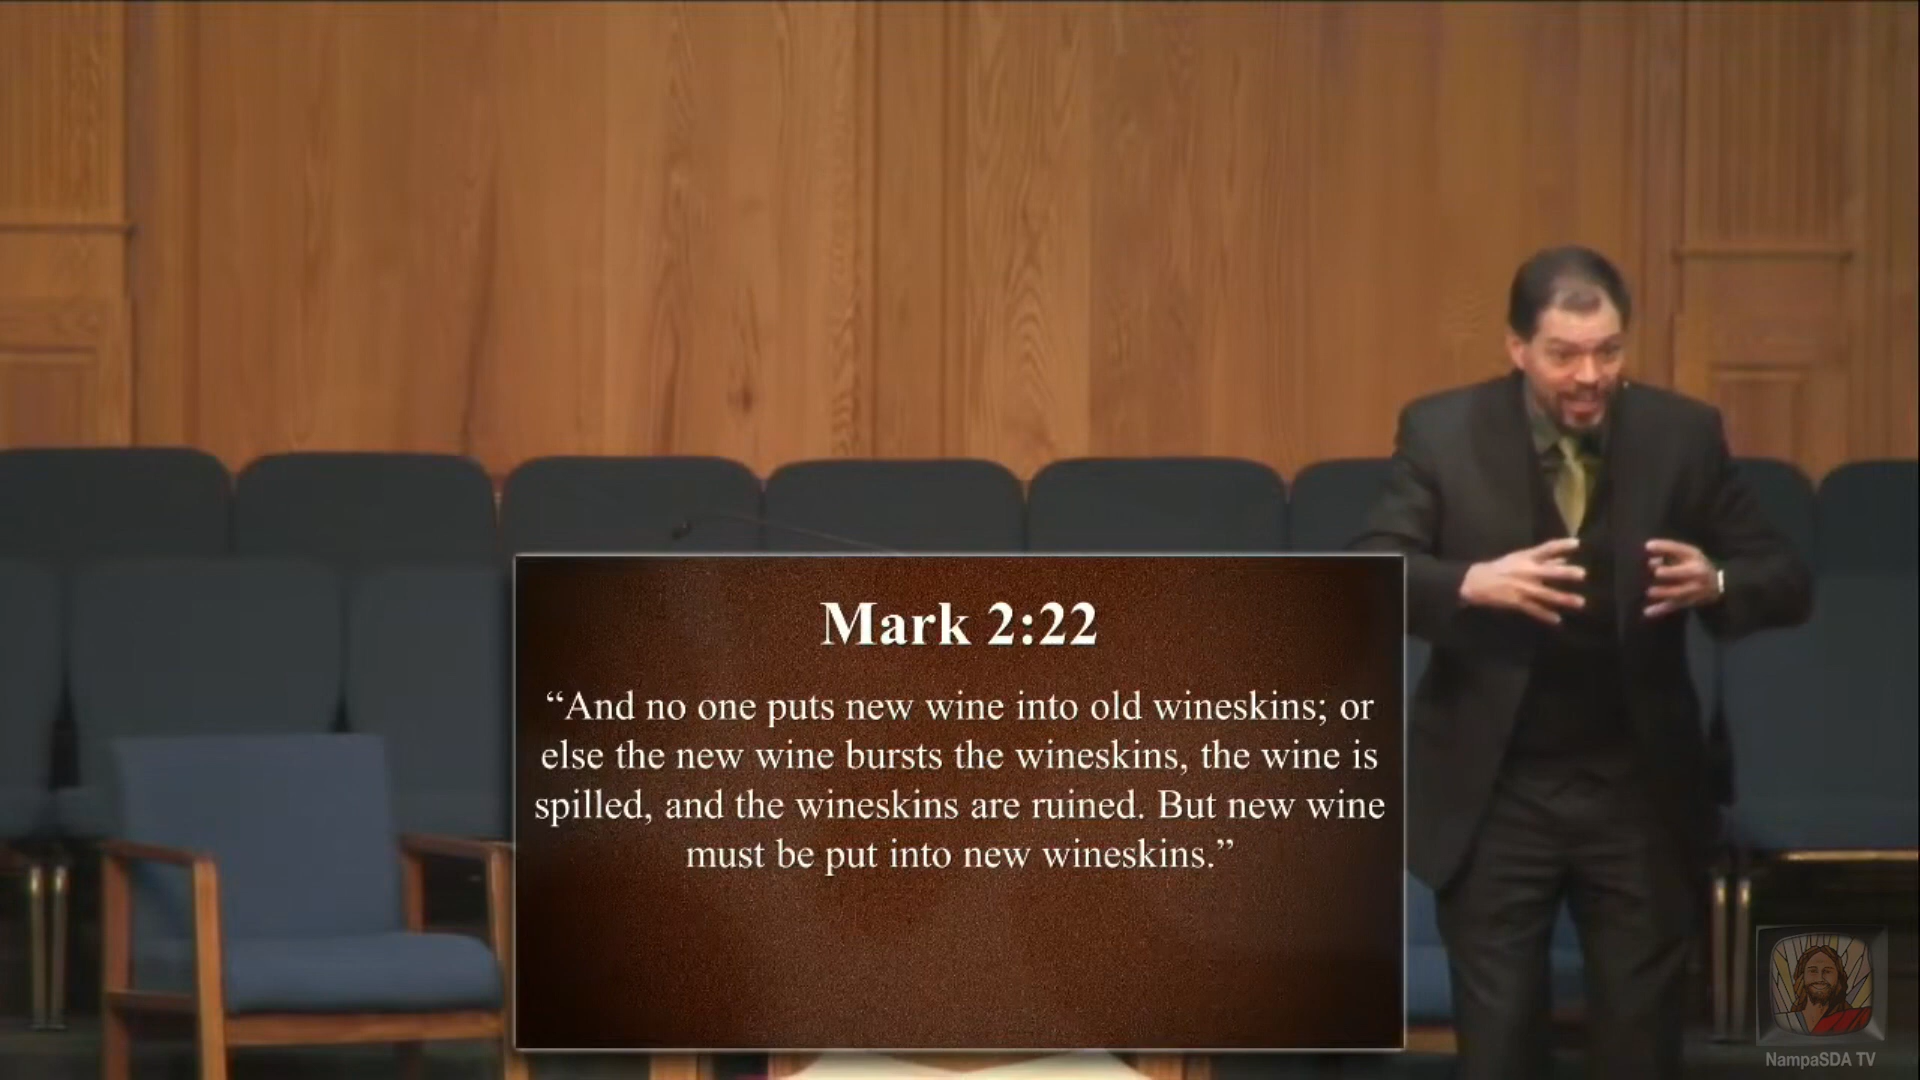 Mark 2:22
“And no one puts new wine into old wineskins; or
else the new wine bursts the wineskins, the wine is
spilled, and the wineskins are ruined. But new wine
must be put into new wineskins.”
NampaSDA TV